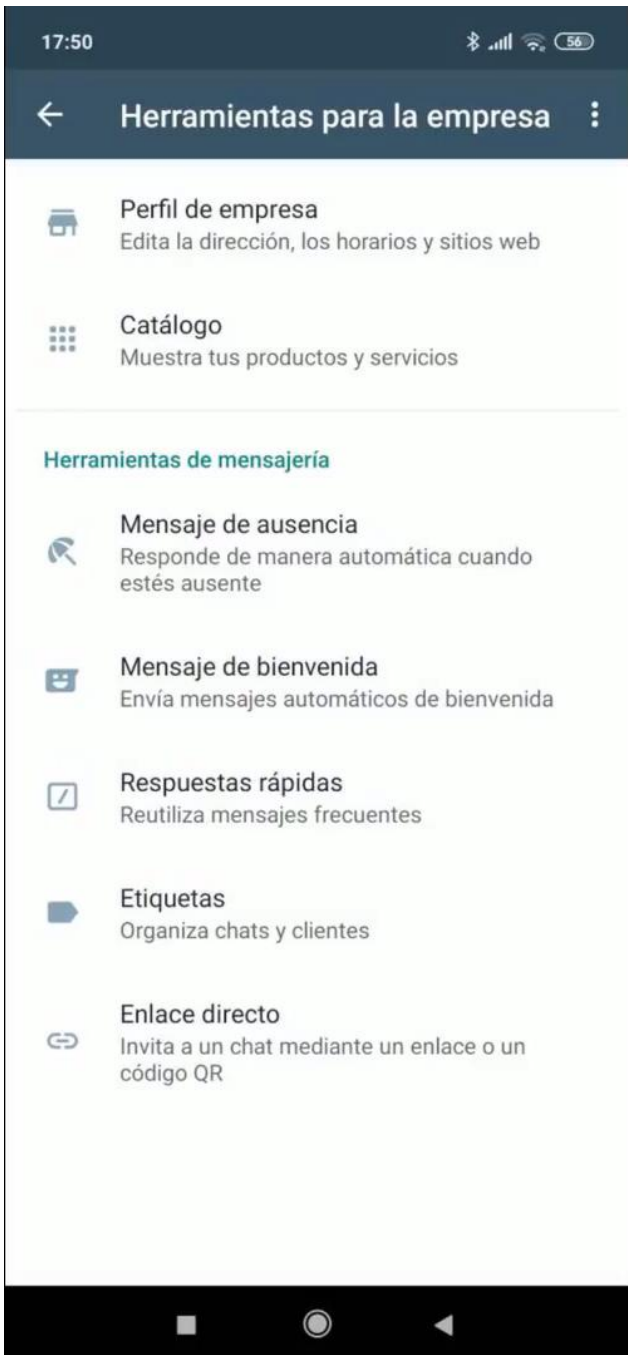 17:50
56
Herramientas para la empresa
Perfil de empresa
Edita la dirección, los horarios y sitios web
Catálogo
Muestra tus productos y servicios
Herramientas de mensajería
Mensaje de ausencia
Responde de manera automática cuando
estés ausente
Mensaje de bienvenida
Envía mensajes automáticos de bienvenida
Respuestas rápidas
Reutiliza mensajes frecuentes
Etiquetas
Organiza chats y clientes
Enlace directo
Invita a un chat mediante un enlace o un
código QR